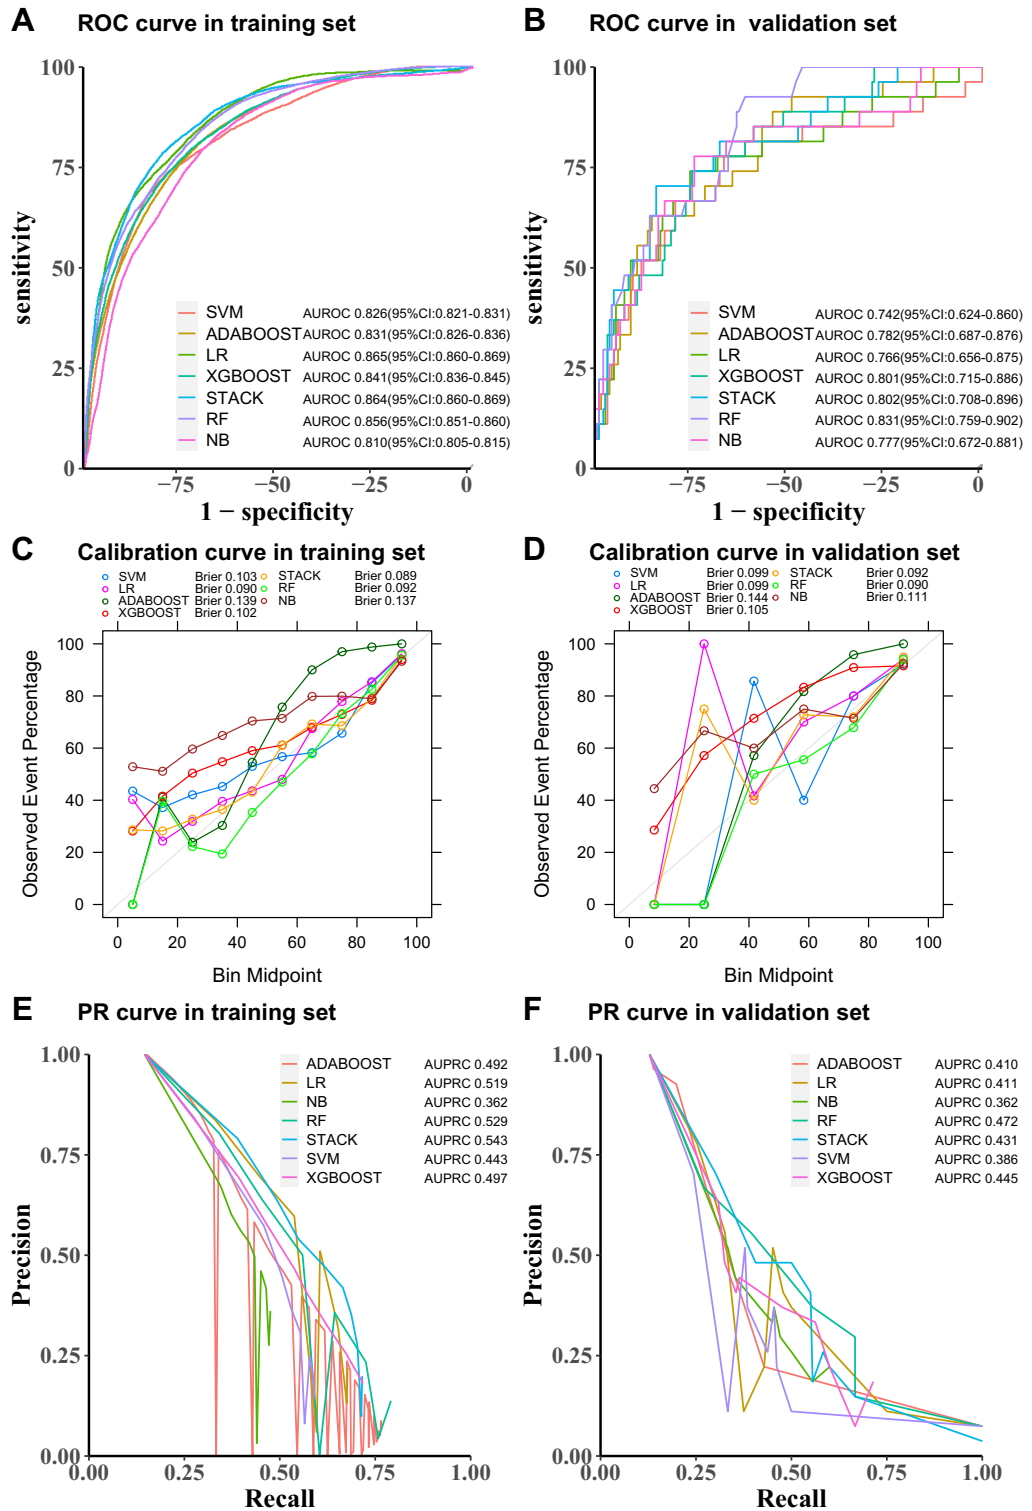 A ROC curve in training set
100
75
50
25
0
sensitivity
SVM AUROC 0.826(95%CI:0.821-0.831)
ADABOOST AUROC 0.831(95%CI:0.826-0.836)
LR AUROC 0.865(95%CI:0.860-0.869)
XGBOOST AUROC 0.841(95%CI:0.836-0.845)
STACK AUROC 0.864(95%CI:0.860-0.869)
RF AUROC 0.856(95%CI:0.851-0.860)
NB AUROC 0.810(95%CI:0.805-0.815)
−75 −50 −25 0
1 − specificity
B ROC curve in validation set
100
75
50
25
0
sensitivity
SVM AUROC 0.742(95%CI:0.624-0.860)
ADABOOST AUROC 0.782(95%CI:0.687-0.876)
LR AUROC 0.766(95%CI:0.656-0.875)
XGBOOST AUROC 0.801(95%CI:0.715-0.886)
STACK AUROC 0.802(95%CI:0.708-0.896)
RF AUROC 0.831(95%CI:0.759-0.902)
NB AUROC 0.777(95%CI:0.672-0.881)
−75 −50 −25 0
1 − specificity
C Calibration curve in training set
SVM Brier 0.103 STACK Brier 0.089
LR Brier 0.090 RF Brier 0.092
ADABOOST Brier 0.139 NB Brier 0.137
XGBOOST Brier 0.102
100
80
60
40
20
0
Observed Event Percentage
0 20 40 60 80 100
Bin Midpoint
D Calibration curve in validation set
SVM Brier 0.099 STACK Brier 0.092
LR Brier 0.099 RF Brier 0.090
ADABOOST Brier 0.144 NB Brier 0.111
XGBOOST Brier 0.105
100
80
60
40
20
0
Observed Event Percentage
0 20 40 60 80 100
Bin Midpoint
E PR curve in training set
1.00
0.75
0.50
0.25
0.00
Precision
ADABOOST AUPRC 0.492
LR AUPRC 0.519
NB AUPRC 0.362
RF AUPRC 0.529
STACK AUPRC 0.543
SVM AUPRC 0.443
XGBOOST AUPRC 0.497
0.00 0.25 0.50 0.75 1.00
Recall
F PR curve in validation set
1.00
0.75
0.50
0.25
0.00
Precision
ADABOOST AUPRC 0.410
LR AUPRC 0.411
NB AUPRC 0.362
RF AUPRC 0.472
STACK AUPRC 0.431
SVM AUPRC 0.386
XGBOOST AUPRC 0.445
0.00 0.25 0.50 0.75 1.00
Recall